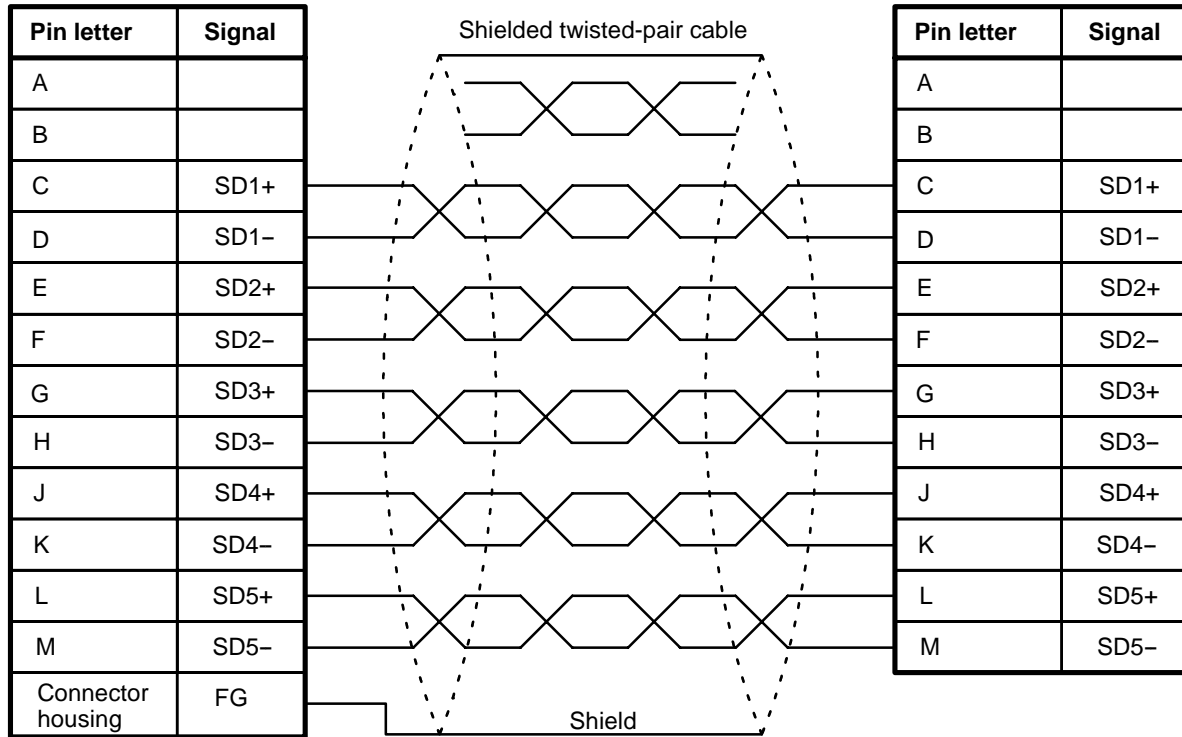 Pin letter Signal Shielded twisted-pair cable Pin letter Signal
A A
B B
C SD1+ C SD1+
D SD1− D SD1−
E SD2+ E SD2+
F SD2− F SD2−
G SD3+ G SD3+
H SD3− H SD3−
J SD4+ J SD4+
K SD4− K SD4−
L SD5+ L SD5+
M SD5− M SD5−
Connector
housing FG
Shield